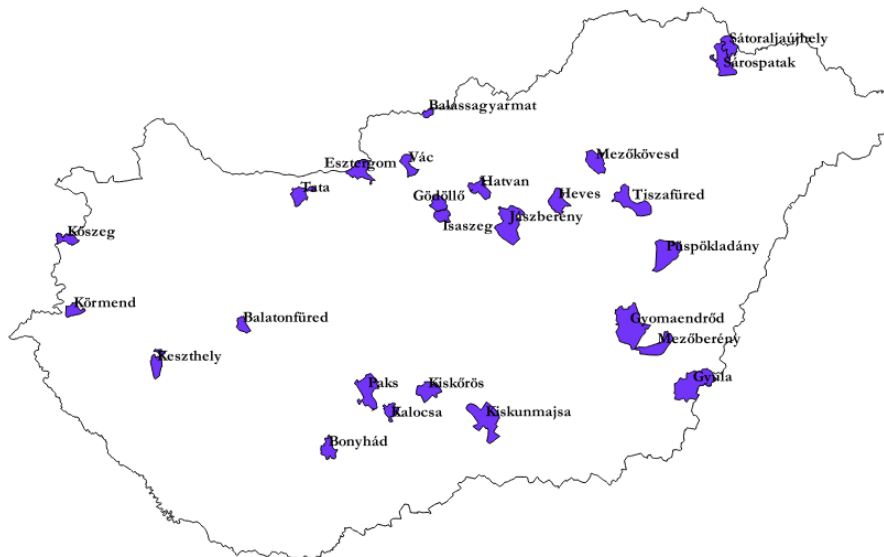 Sátoraljaújhely
Sárospatak
Balassagyarmat
Mezőkövesd
Esztergom
Vác
Hatvan
Tata
Gödöllő
Heves
Tiszafüred
Isaszeg
Jászberény
Kőszeg
Püspökladány
Körmend
Balatonfüred
Gyomaendrőd
Mezőberény
Keszthely
Gyula
Paks
Kiskőrös
Kalocsa
Kiskunmajsa
Bonyhád